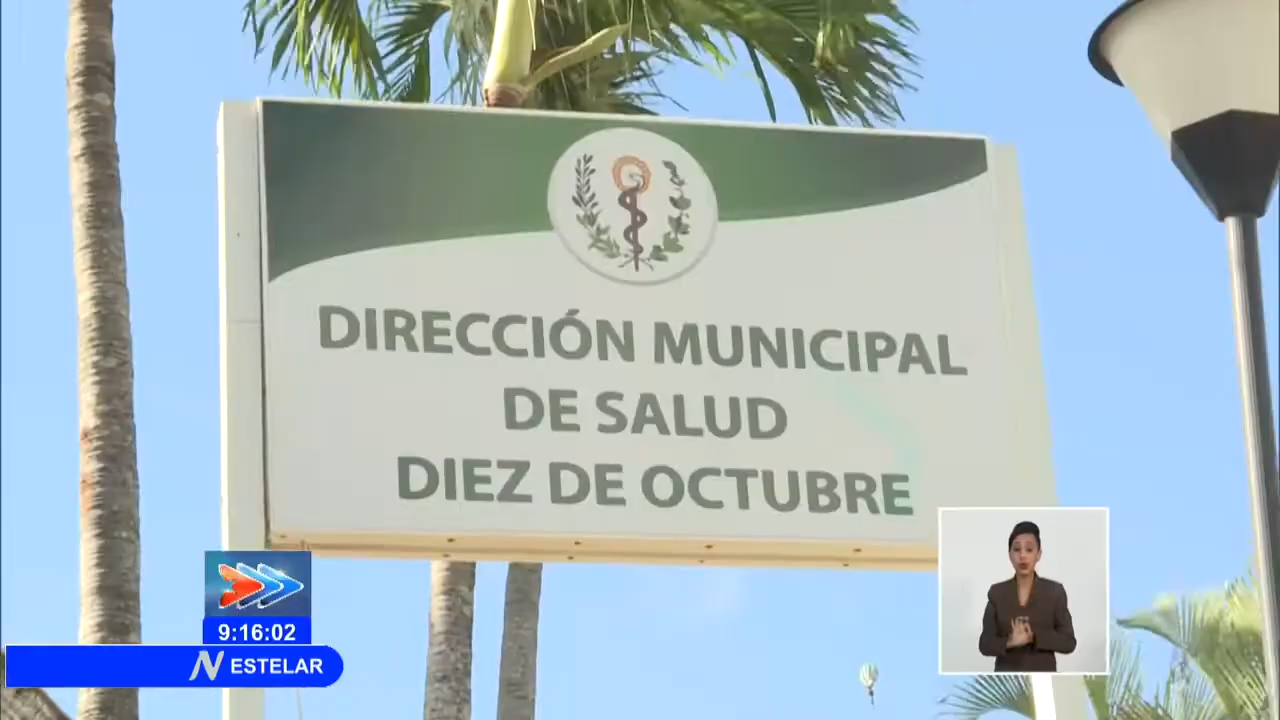 DIRECCIÓN MUNICIPAL
DE SALUD
DIEZ DE OCTUBRE
9:16:02
N ESTELAR